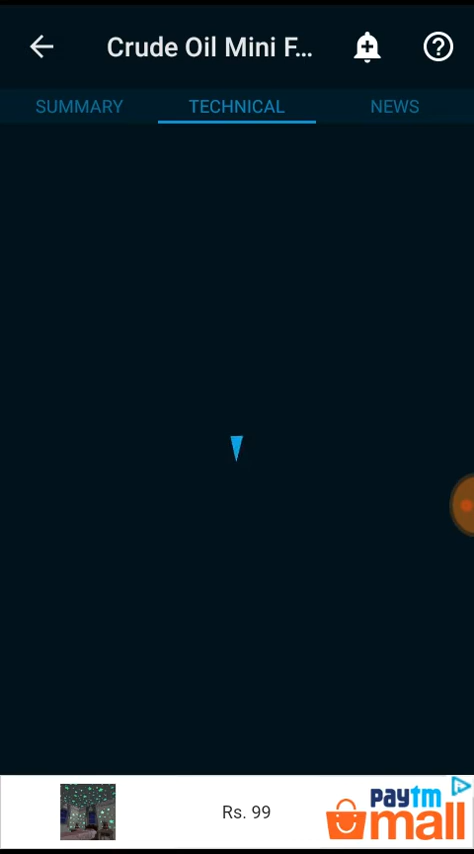 Crude Oil Mini F...
SUMMARY
TECHNICAL
NEWS
Rs. 99
paytm
mall